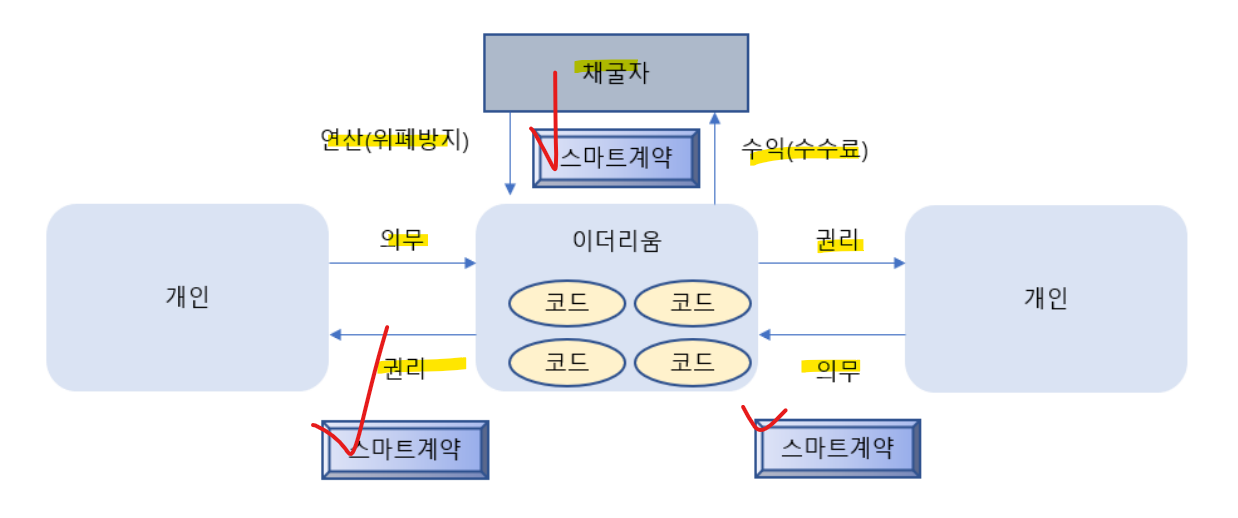 채굴자
연산(위폐방지)
스마트계약
수익(수수료)
의무
이더리움
권리
개인
코드
코드
개인
권리
코드
코드
의무
스마트계약
스마트계약